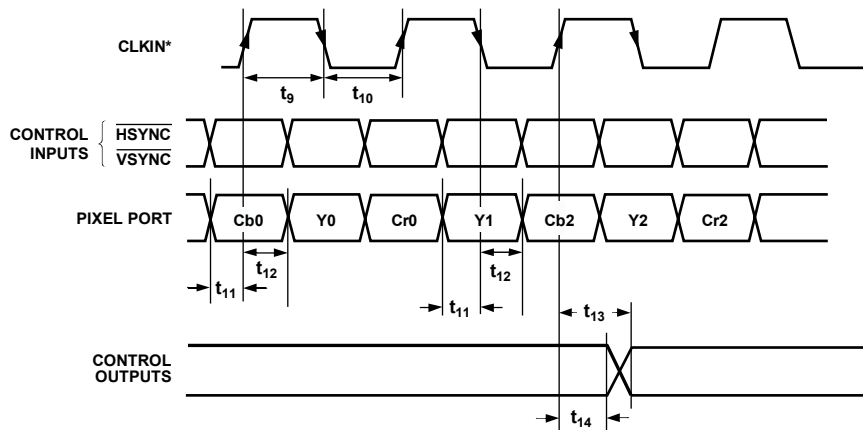 CLKIN*
t9
t10
CONTROL INPUTS
HSYNC
VSYNC
PIXEL PORT
Cb0 Y0 Cr0 Y1 Cb2 Y2 Cr2
t12
t12
t11
t11
t13
CONTROL OUTPUTS
t14